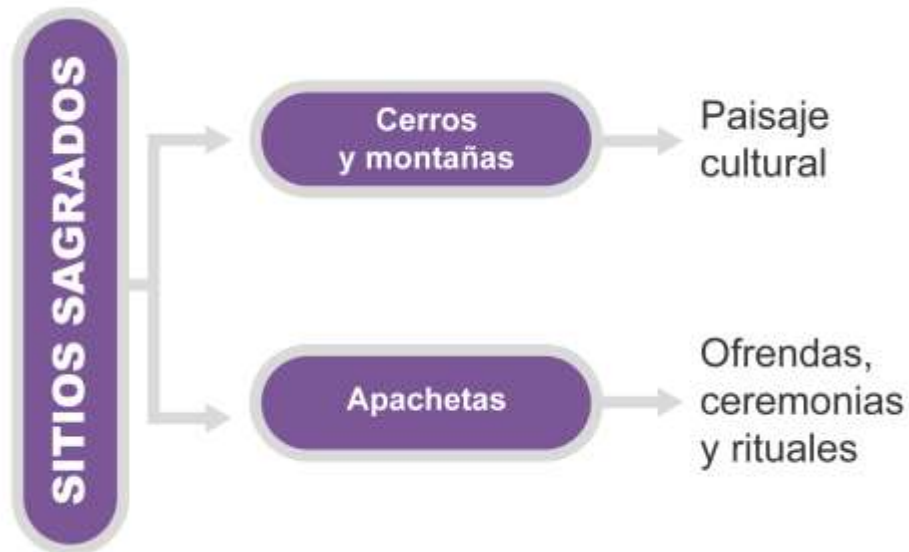 SITIOS SAGRADOS
Cerros
y montañas
Paisaje
cultural
Apachetas
Ofrendas,
ceremonias
y rituales